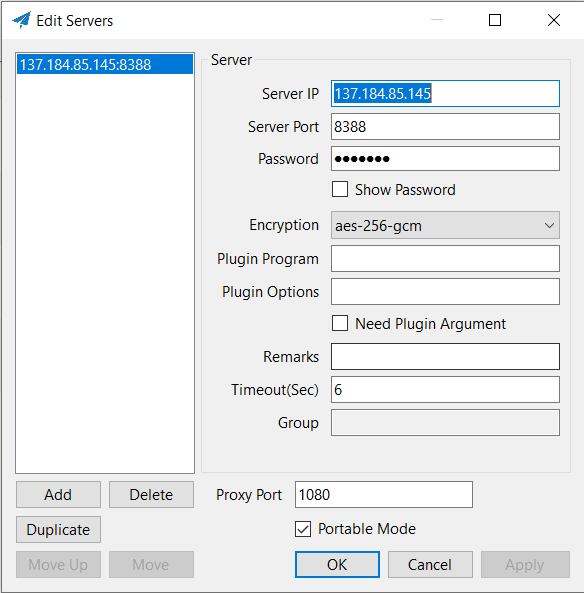 Edit Servers
137.184.85.145:8388
Server
Server IP
137.184.85.145
Server Port
8388
Password
●●●●●●●
Show Password
Encryption
aes-256-gcm
Plugin Program
Plugin Options
Need Plugin Argument
Remarks
Timeout(Sec)
6
Group
Add
Delete
Proxy Port
1080
Duplicate
Portable Mode
Move Up
Move
OK
Cancel
Apply